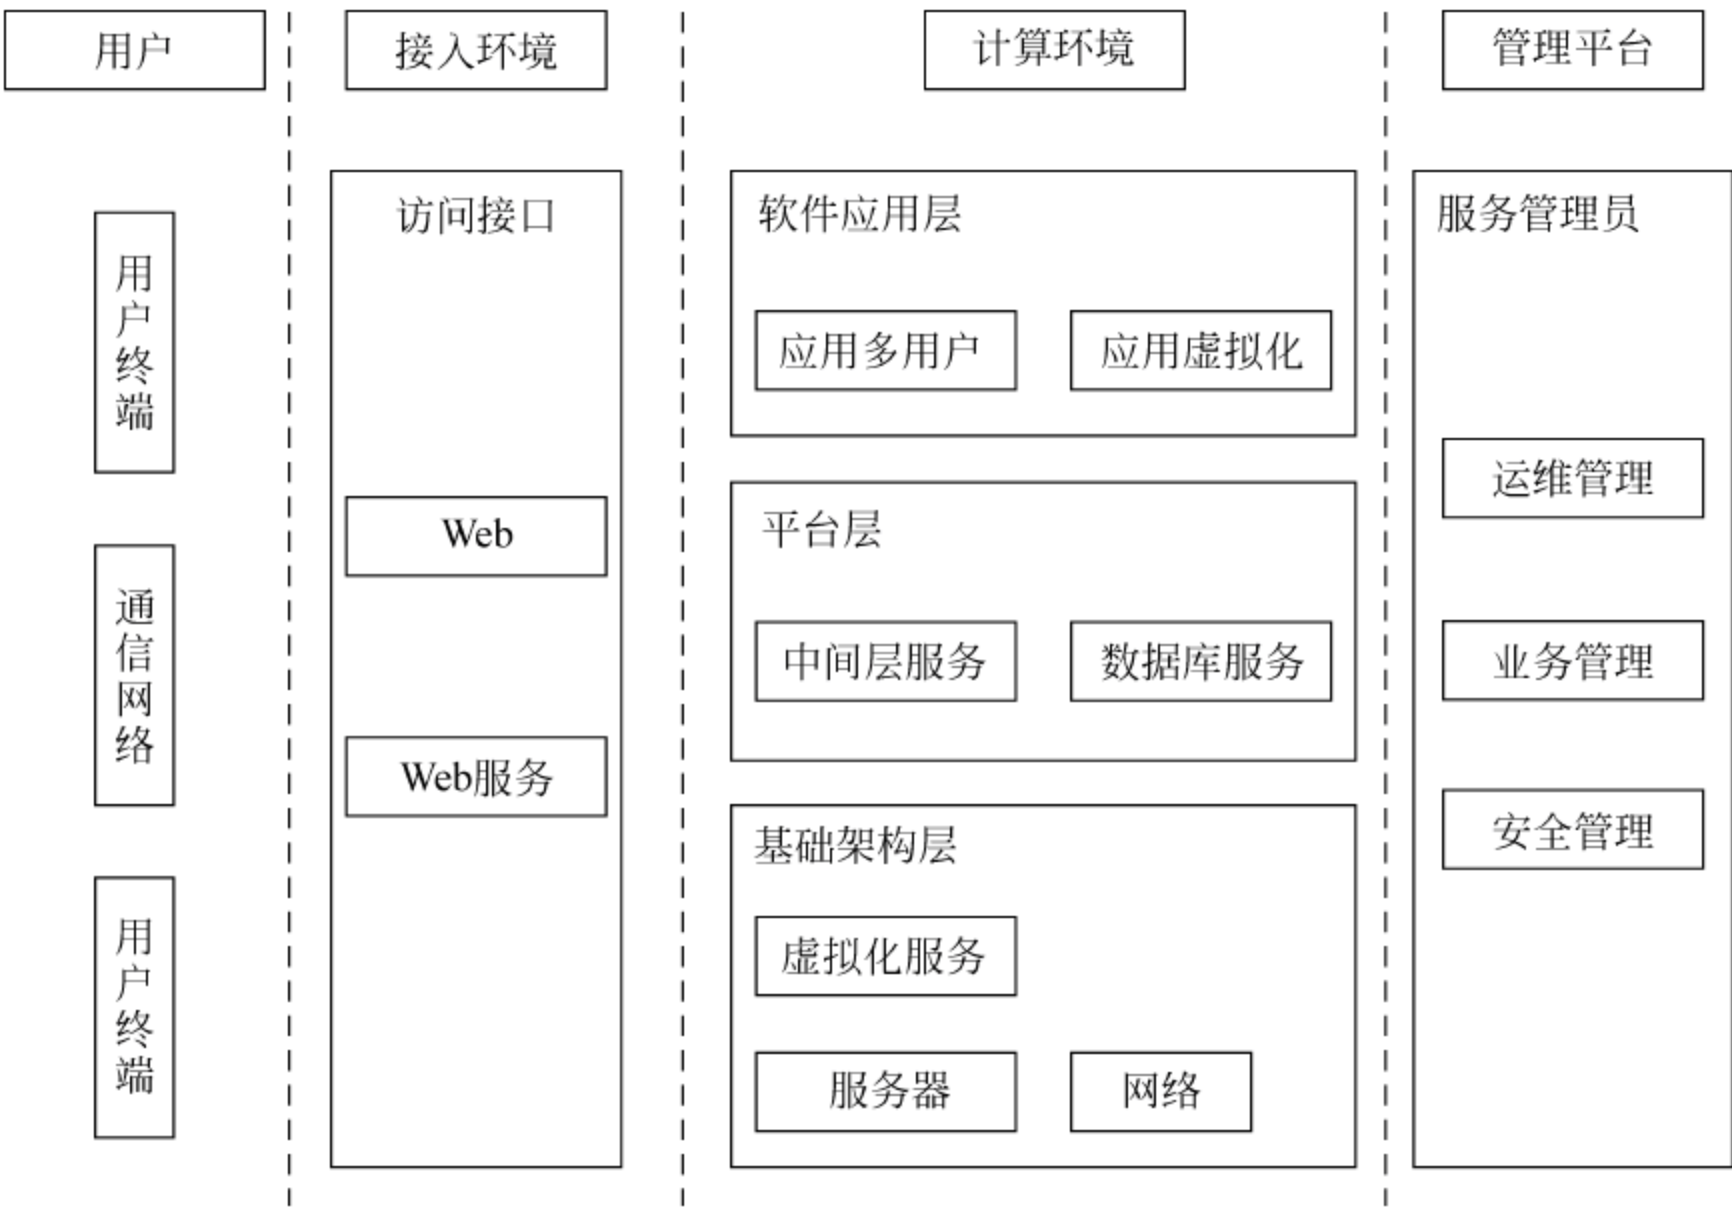 用户
接入环境
计算环境
管理平台
用户终端
通信网络
用户终端
访问接口
Web
Web服务
软件应用层
应用多用户
应用虚拟化
平台层
中间层服务
数据库服务
基础架构层
虚拟化服务
服务器
网络
服务管理员
运维管理
业务管理
安全管理